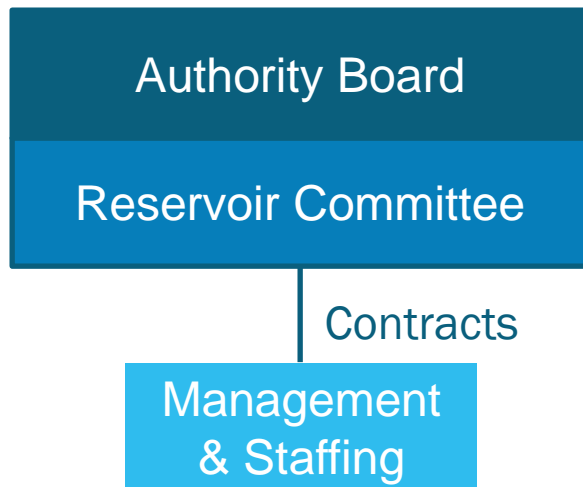 Authority Board
Reservoir Committee
Contracts
Management
& Staffing